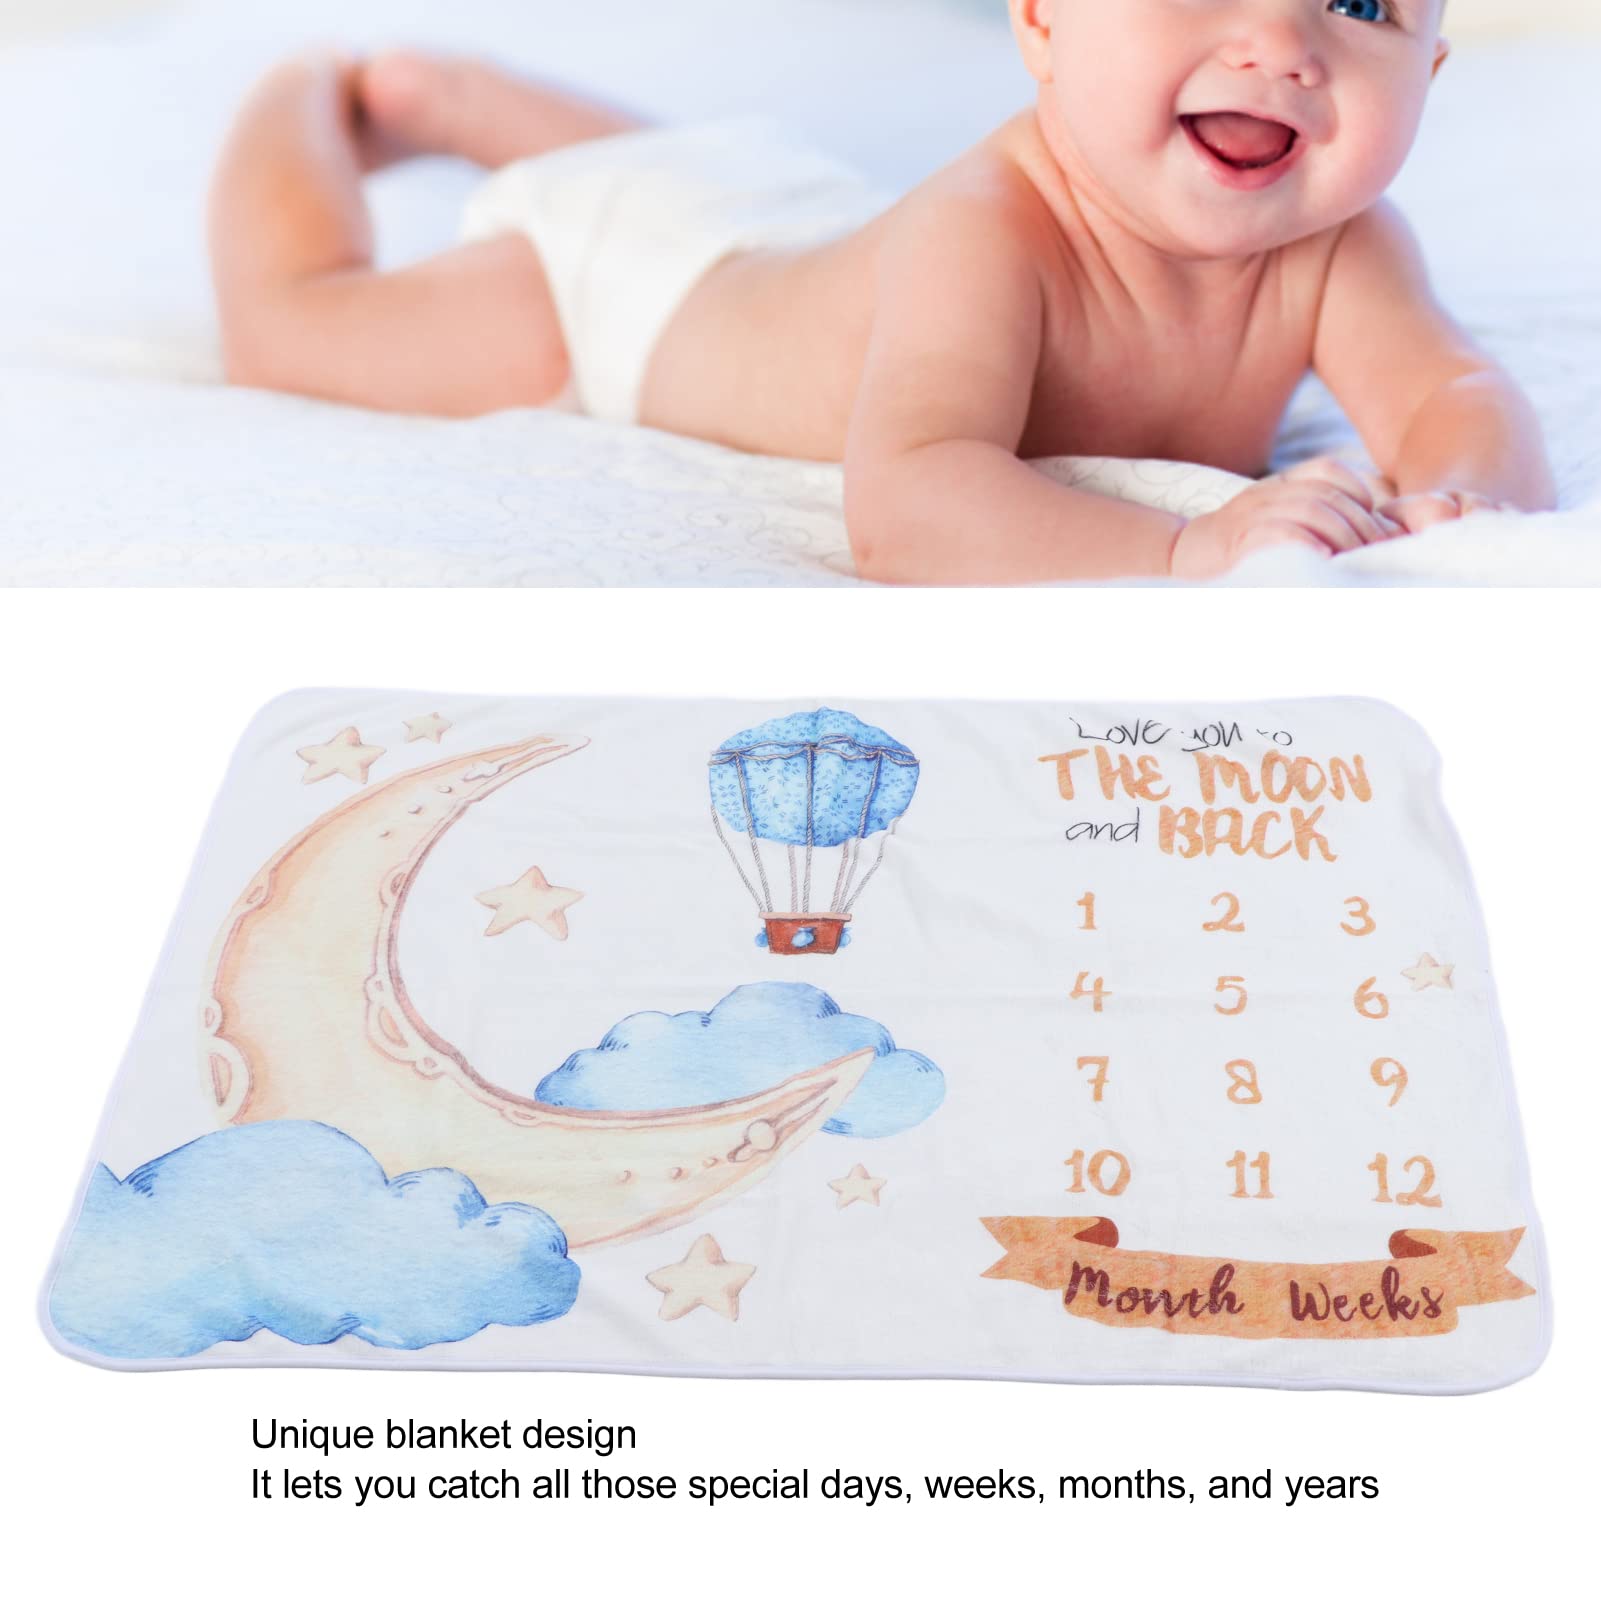 LOVE you to
THE MOON
and BACK
1 2 3
4 5 6
7 8 9
10 11 12
Month Weeks
Unique blanket design
It lets you catch all those special days, weeks, months, and years